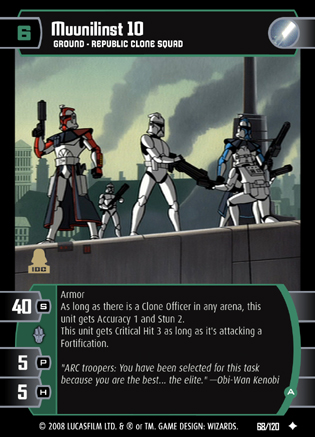 6
Muunilinst 10
GROUND - REPUBLIC CLONE SQUAD
100
40 S
5 P
5 H
Armor
As long as there is a Clone Officer in any arena, this
unit gets Accuracy 1 and Stun 2.
This unit gets Critical Hit 3 as long as it's attacking a
Fortification.
"ARC troopers: You have been selected for this task
because you are the best... the elite." —Obi-Wan Kenobi
A
© 2008 LUCASFILM LTD. & ® or TM. GAME DESIGN: WIZARDS.
68/120